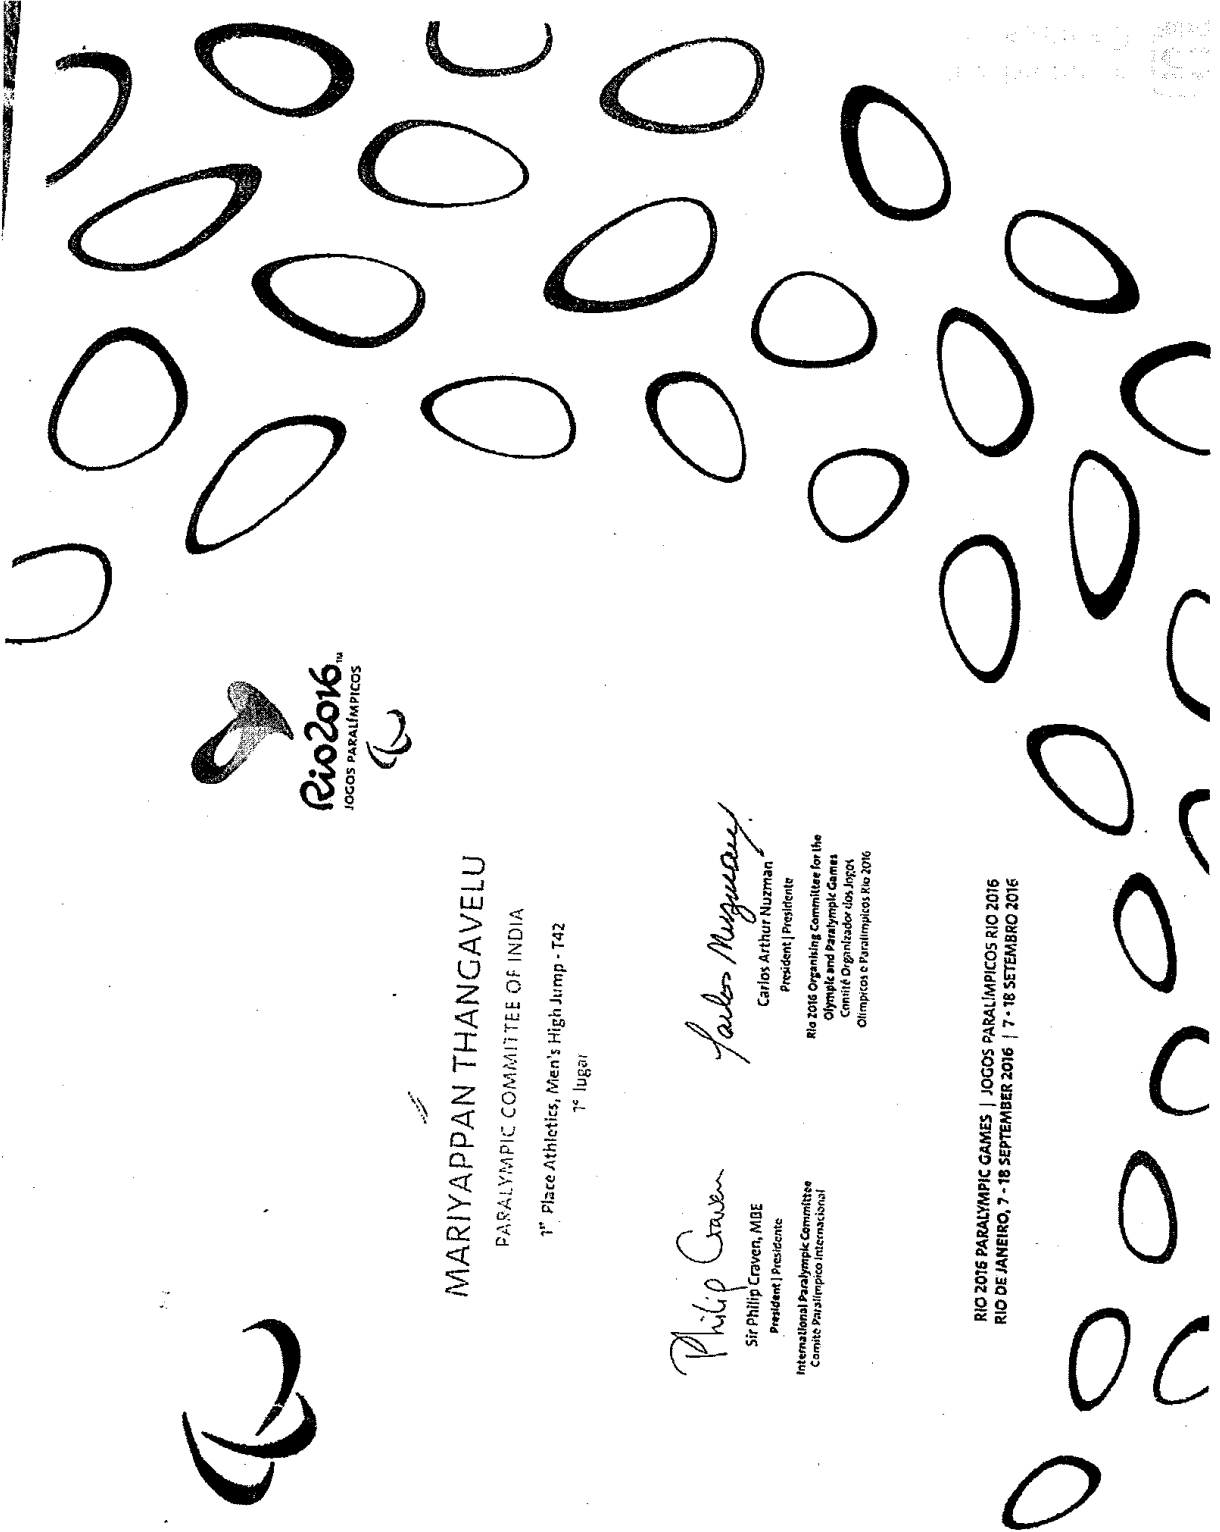 Rio2016™
JOGOS PARALÍMPICOS
MARIYAPPAN THANGAVELU
PARALYMPIC COMMITTEE OF INDIA
1st Place Athletics, Men's High Jump - T42
1º lugar
Philip Craven
Sir Philip Craven, MBE
President | Presidente
International Paralympic Committee
Comitê Paralímpico Internacional
Carlos Nuzman
Carlos Arthur Nuzman
President | Presidente
Rio 2016 Organising Committee for the
Olympic and Paralympic Games
Comitê Organizador dos Jogos
Olímpicos e Paralímpicos Rio 2016
RIO 2016 PARALYMPIC GAMES | JOGOS PARALÍMPICOS RIO 2016
RIO DE JANEIRO, 7 - 18 SEPTEMBER 2016 | 7 - 18 SETEMBRO 2016